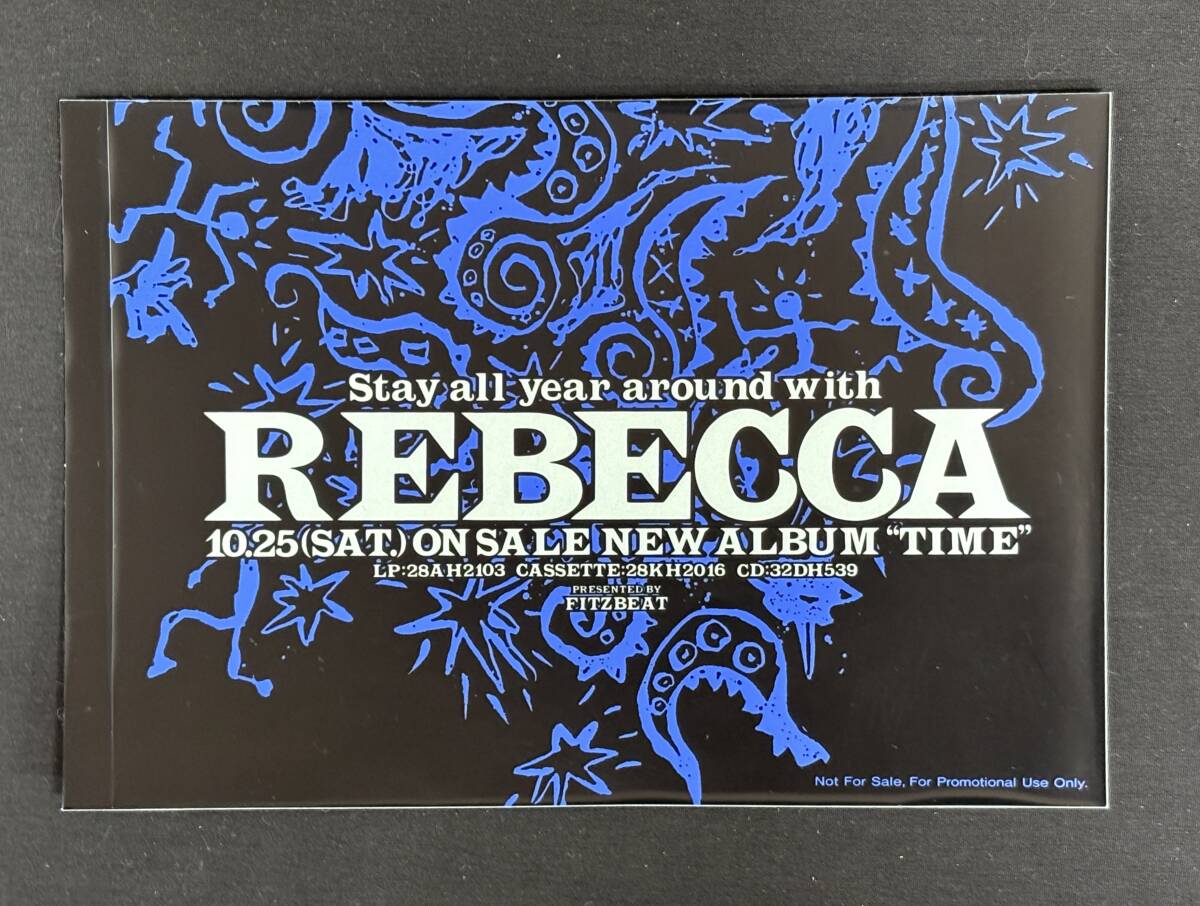 Stay all year around with
REBECCA
10.25(SAT.) ON SALE NEW ALBUM “TIME”
LP:28AH2103 CASSETTE:28KH2016 CD:32DH539
PRESENTED BY
FITZBEAT
Not For Sale, For Promotional Use Only.